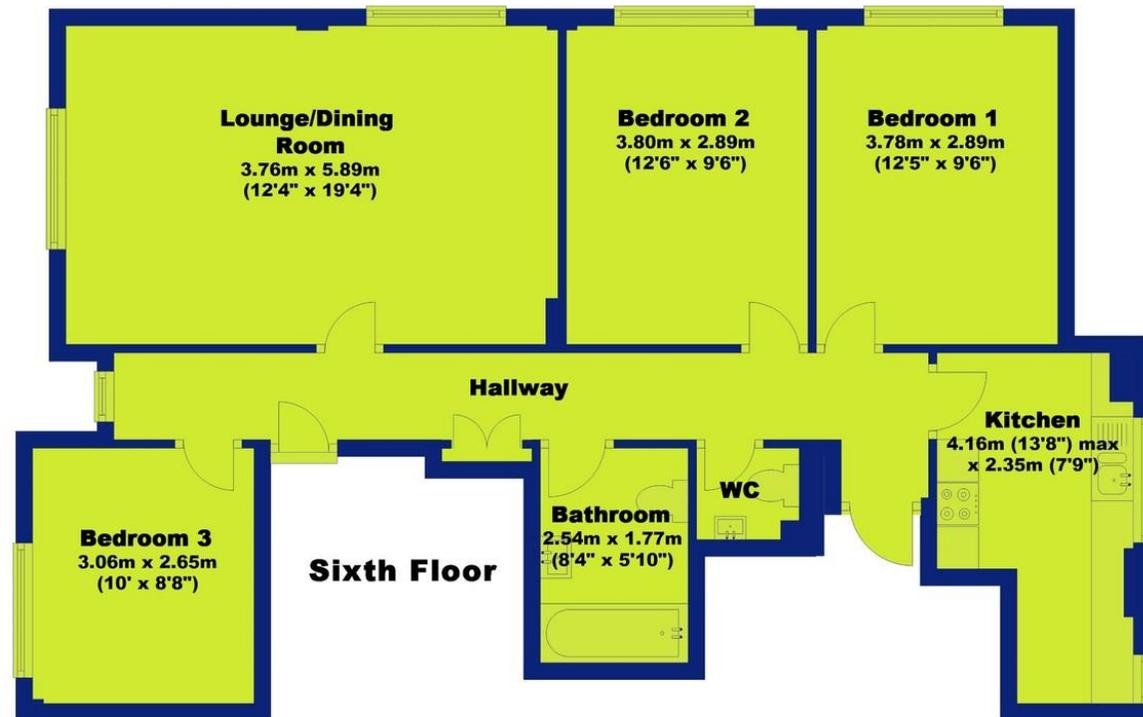 Lounge/Dining
Room
3.76m x 5.89m
(12'4" x 19'4")
Bedroom 2
3.80m x 2.89m
(12'6" x 9'6")
Bedroom 1
3.78m x 2.89m
(12'5" x 9'6")
Hallway
Kitchen
4.16m (13'8") max
x 2.35m (7'9")
Bedroom 3
3.06m x 2.65m
(10' x 8'8")
Sixth Floor
Bathroom
2.54m x 1.77m
(8'4" x 5'10")
WC